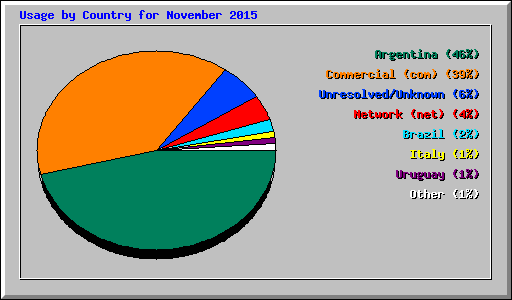 Usage by Country for November 2015
Argentina (46%)
Commercial (com) (39%)
Unresolved/Unknown (6%)
Network (net) (4%)
Brazil (2%)
Italy (1%)
Uruguay (1%)
Other (1%)